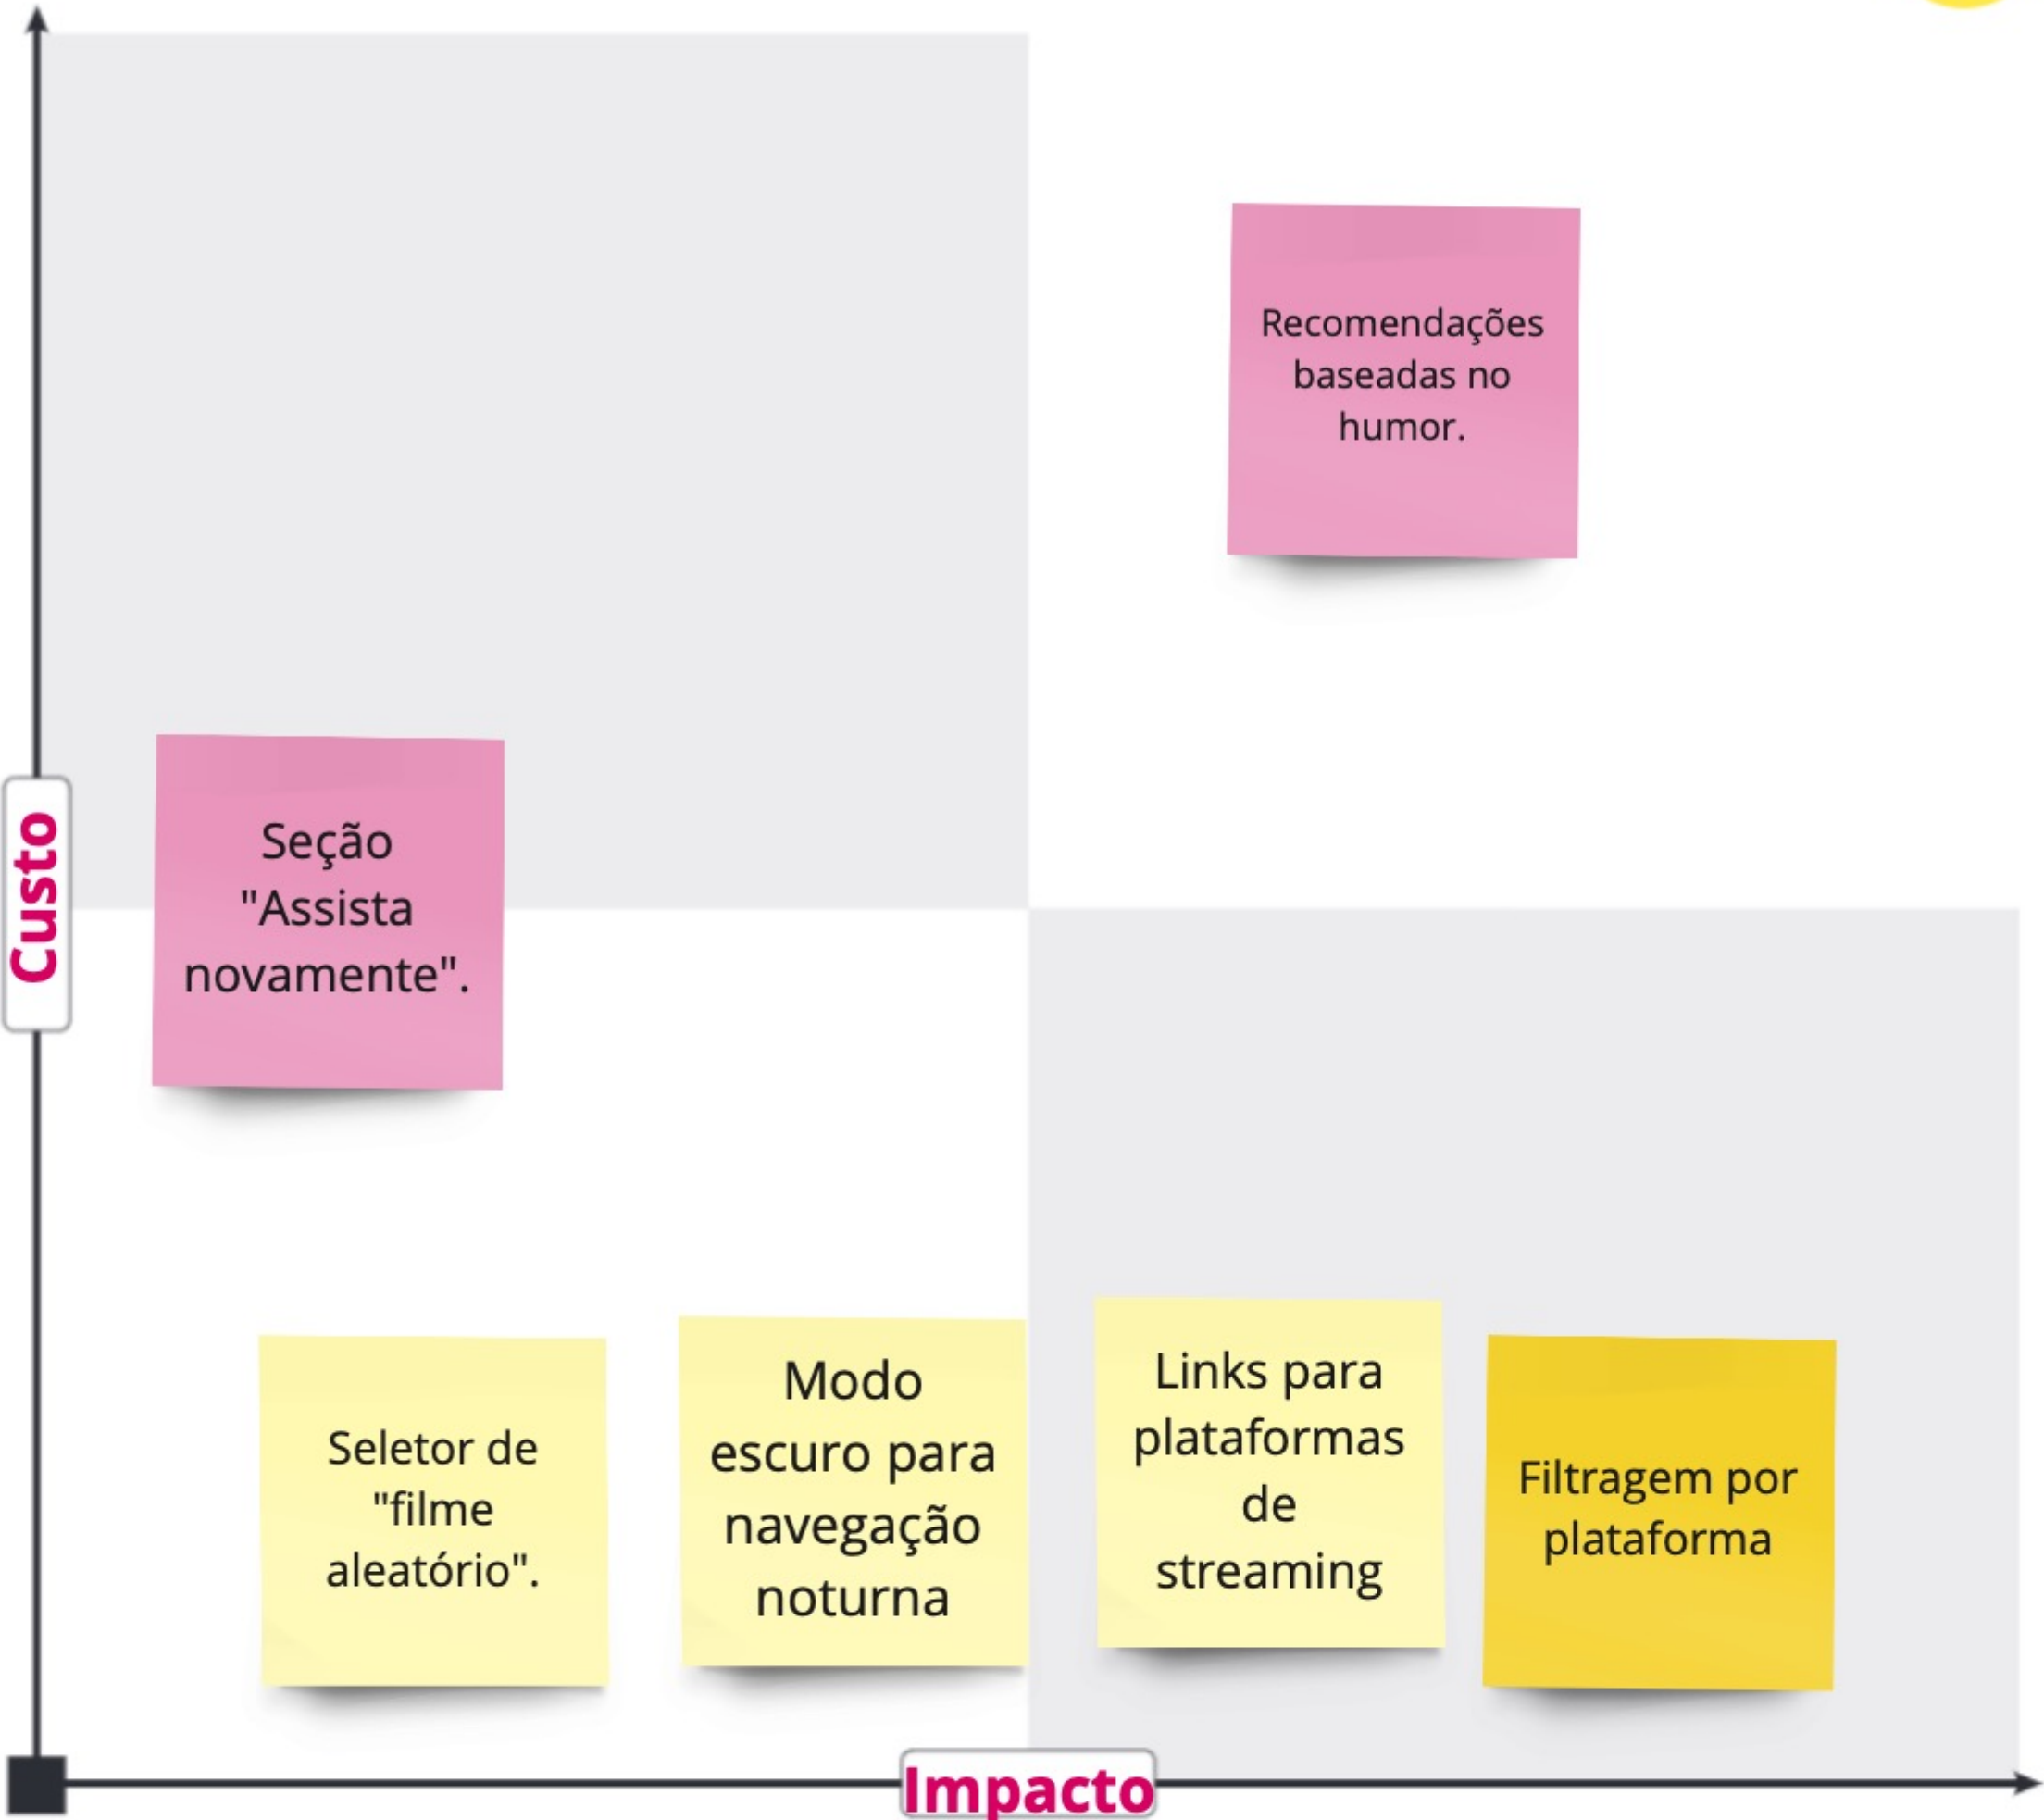 Recomendações
baseadas no
humor.
Custo
Seção
"Assista
novamente".
Seletor de
"filme
aleatório".
Modo
escuro para
navegação
noturna
Links para
plataformas
de
streaming
Filtragem por
plataforma
Impacto